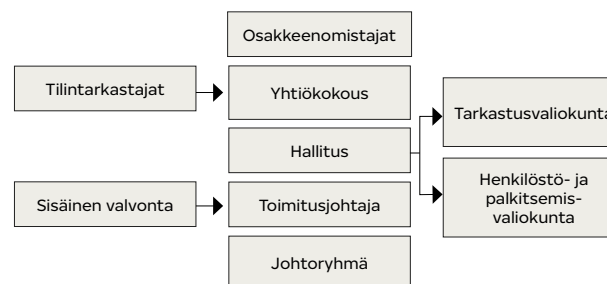 Osakkeenomistajat
Tilintarkastajat
Yhtiökokous
Tarkastusvaliokunta
Hallitus
Henkilöstö- ja
palkitsemis-
valiokunta
Sisäinen valvonta
Toimitusjohtaja
Johtoryhmä